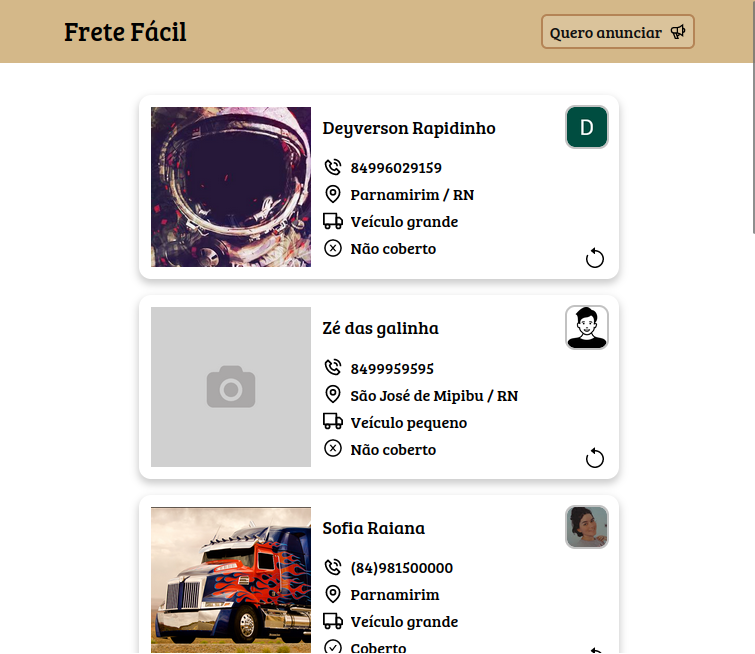 Frete Fácil
Quero anunciar
Deyverson Rapidinho
D
84996029159
Parnamirim / RN
Veículo grande
Não coberto
Zé das galinha
8499959595
São José de Mipibu / RN
Veículo pequeno
Não coberto
Sofia Raiana
(84)981500000
Parnamirim
Veículo grande
Coberto